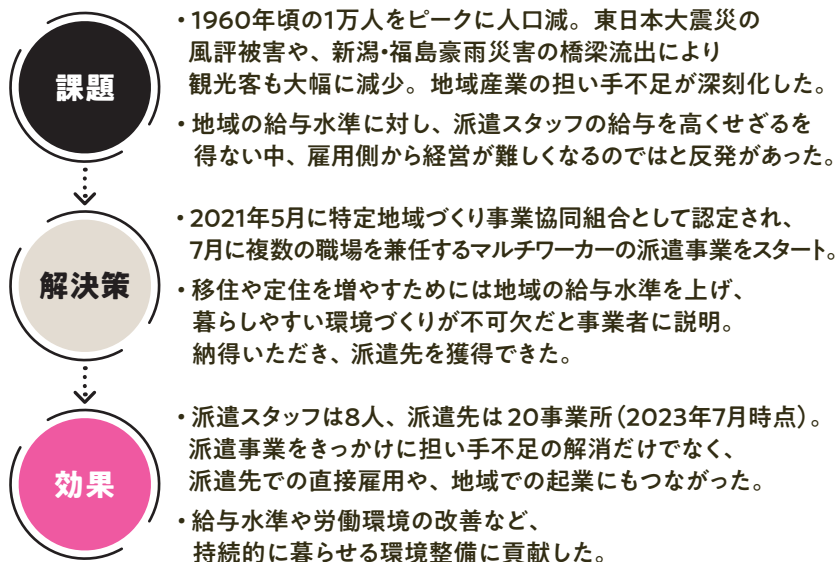 課題
・1960年頃の1万人をピークに人口減。東日本大震災の
風評被害や、新潟・福島豪雨災害の橋梁流出により
観光客も大幅に減少。地域産業の担い手不足が深刻化した。
・地域の給与水準に対し、派遣スタッフの給与を高くせざるを
得ない中、雇用側から経営が難しくなるのではと反発があった。
解決策
・2021年5月に特定地域づくり事業協同組合として認定され、
7月に複数の職場を兼任するマルチワーカーの派遣事業をスタート。
・移住や定住を増やすためには地域の給与水準を上げ、
暮らしやすい環境づくりが不可欠だと事業者に説明。
納得いただき、派遣先を獲得できた。
効果
・派遣スタッフは8人、派遣先は20事業所（2023年7月時点）。
派遣事業をきっかけに担い手不足の解消だけでなく、
派遣先での直接雇用や、地域での起業にもつながった。
・給与水準や労働環境の改善など、
持続的に暮らせる環境整備に貢献した。